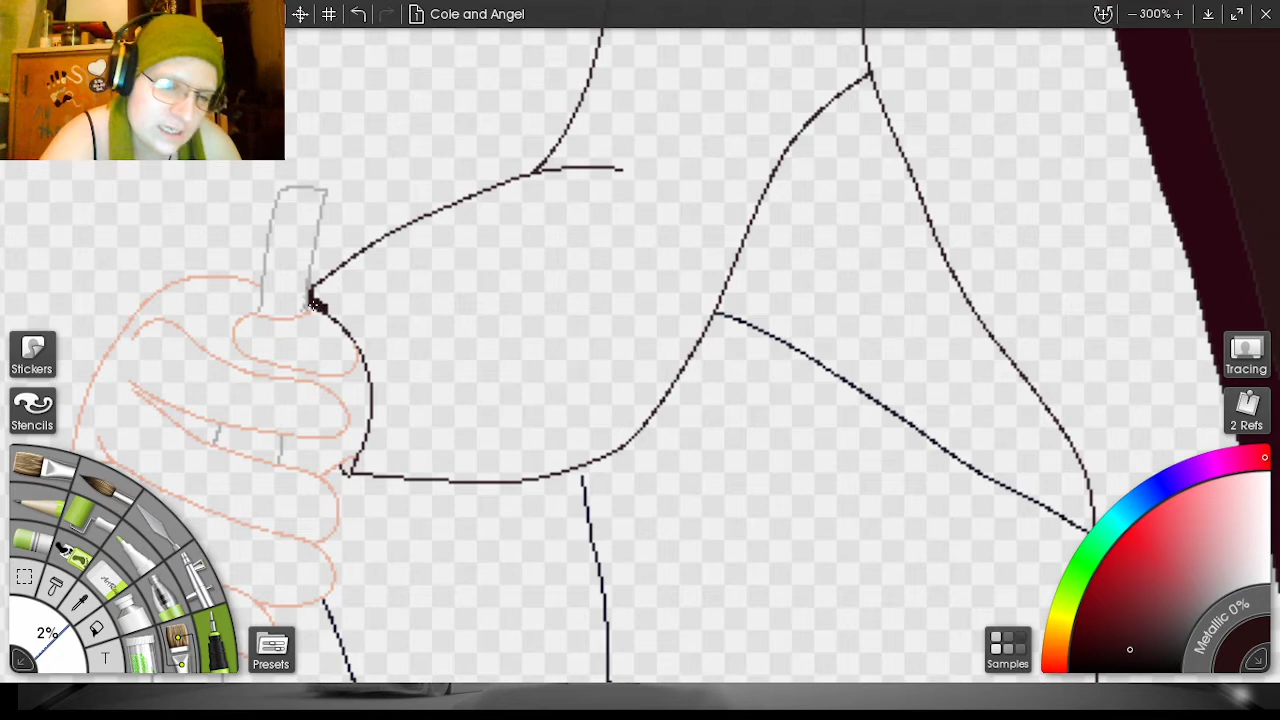 Cole and Angel
300%
Stickers
Stencils
Tracing
2 Refs
2%
T
Presets
Samples
Metallic 0%